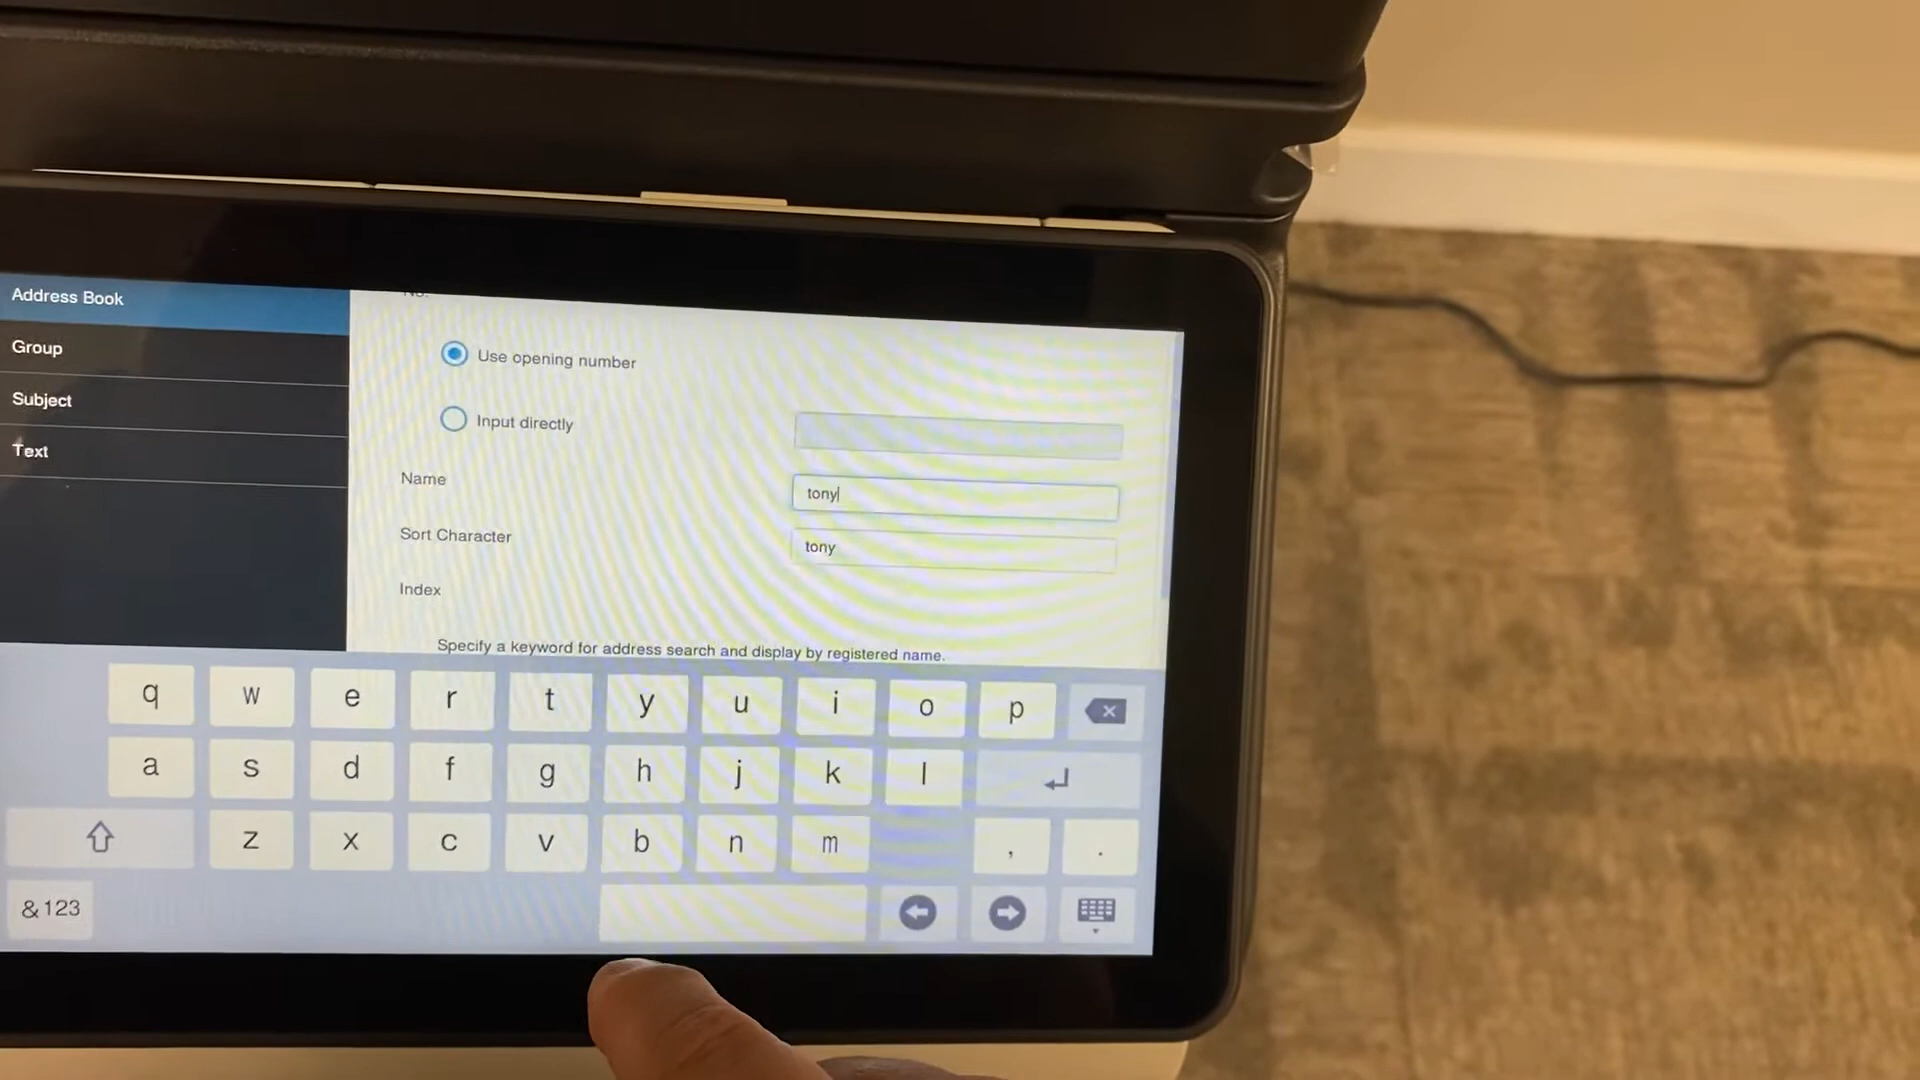 Address Book
Group
Subject
Text
No.
Use opening number
Input directly
Name
tony
Sort Character
tony
Index
Specify a keyword for address search and display by registered name.
q w e r t y u i o p
a s d f g h j k l
z x c v b n m , .
&123